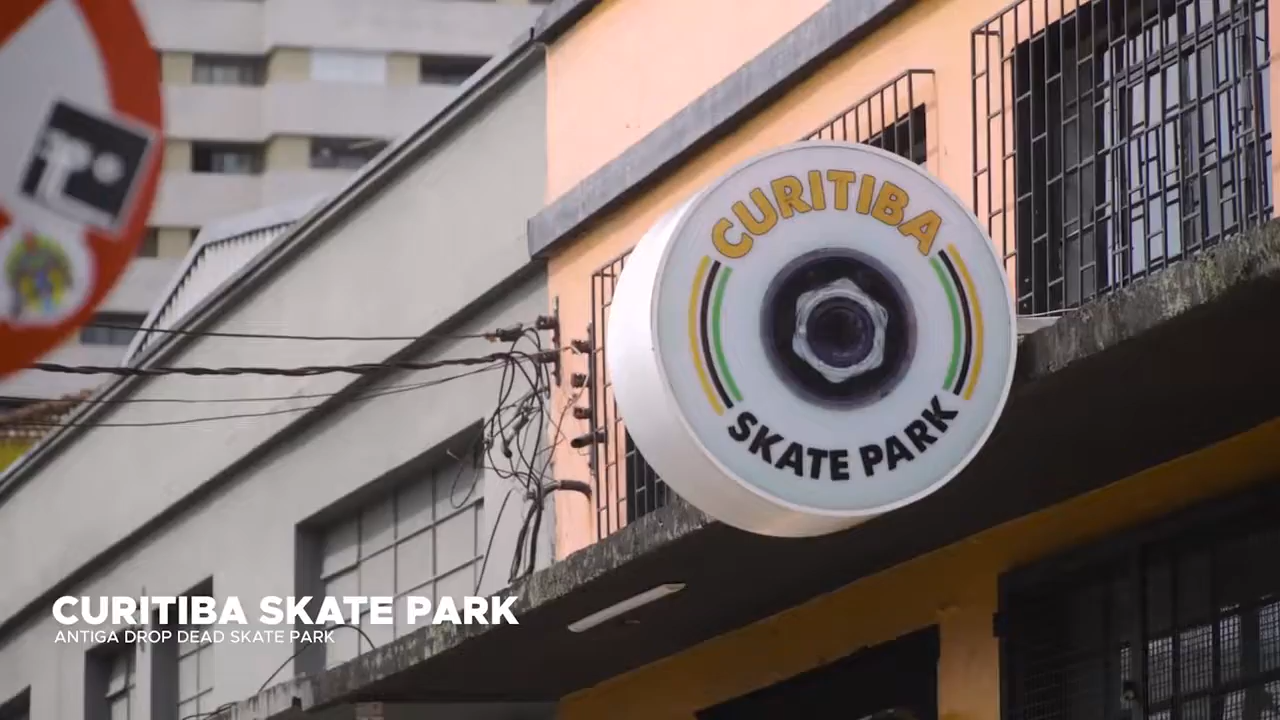 CURITIBA
SKATE PARK
CURITIBA SKATE PARK
ANTIGA DROP DEAD SKATE PARK